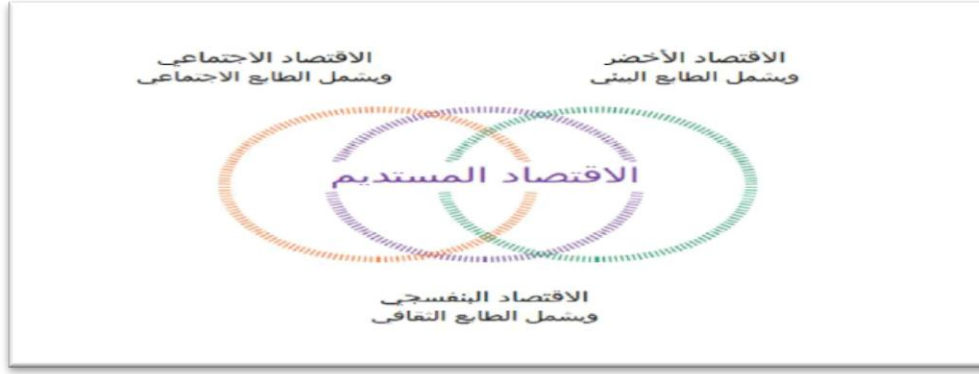 الاقتصاد الأخضر
ويشمل الطابع البيئي
الاقتصاد الاجتماعي
ويشمل الطابع الاجتماعي
الاقتصاد المستديم
الاقتصاد البنفسجي
ويشمل الطابع الثقافي